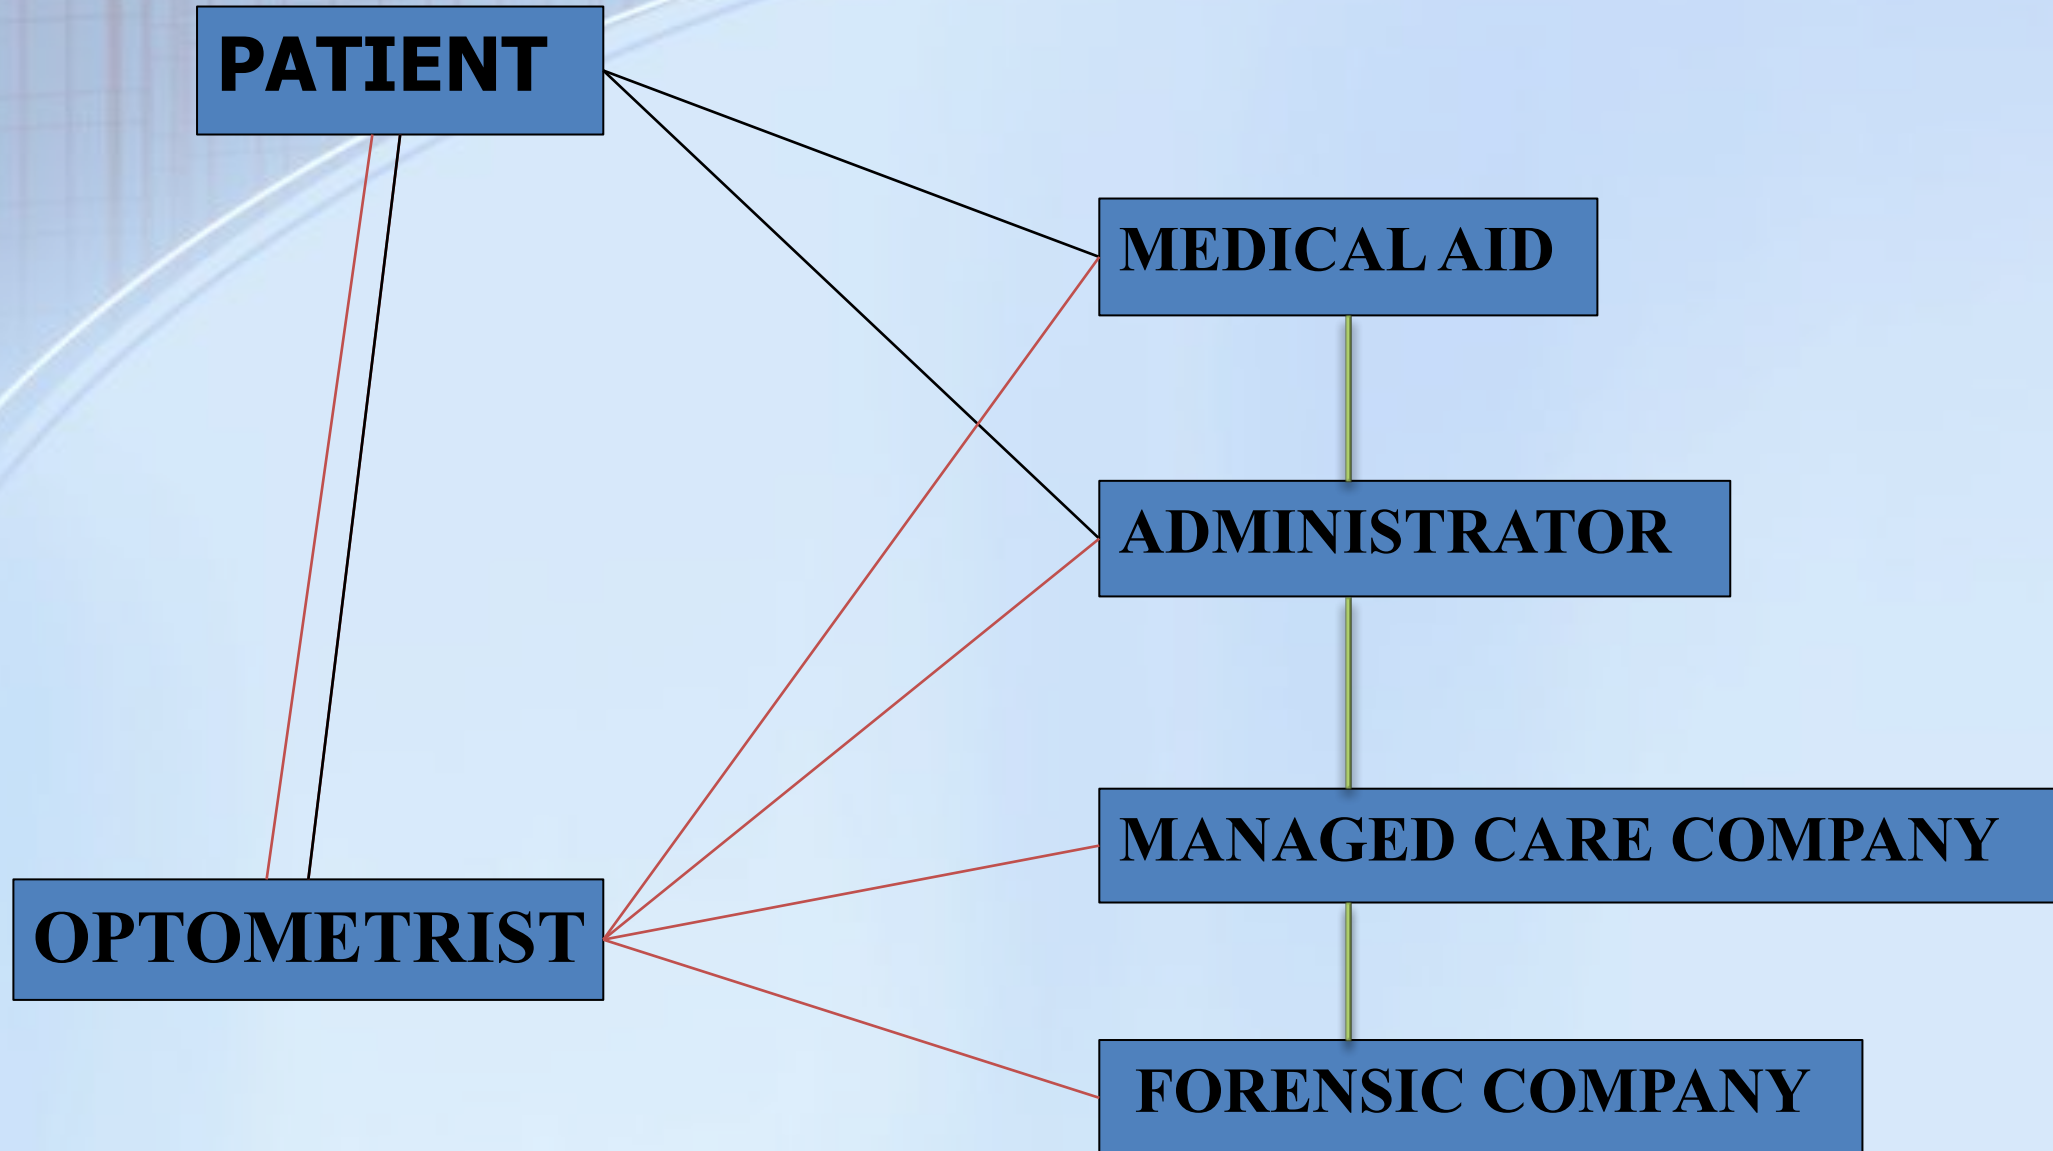 PATIENT
MEDICAL AID
ADMINISTRATOR
MANAGED CARE COMPANY
OPTOMETRIST
FORENSIC COMPANY